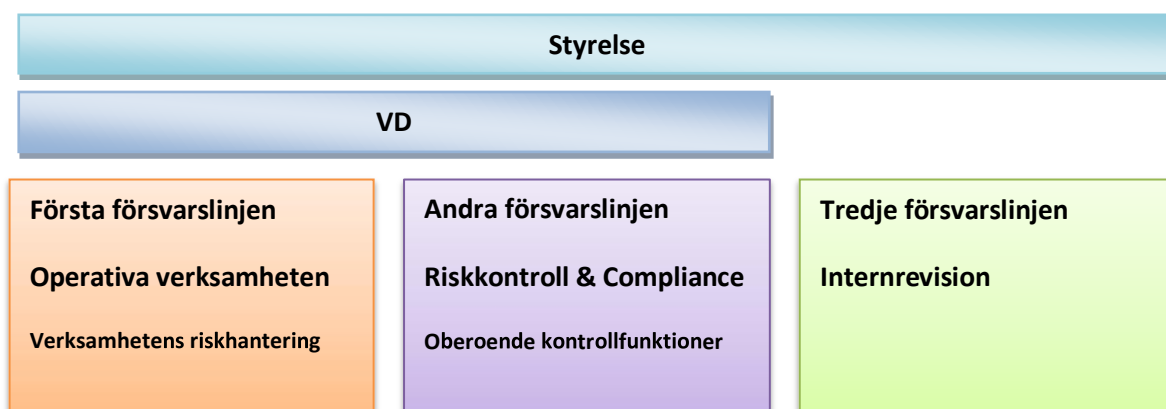 Styrelse
VD
Första försvarslinjen
Operativa verksamheten
Verksamhetens riskhantering
Andra försvarslinjen
Riskkontroll & Compliance
Oberoende kontrollfunktioner
Tredje försvarslinjen
Internrevision